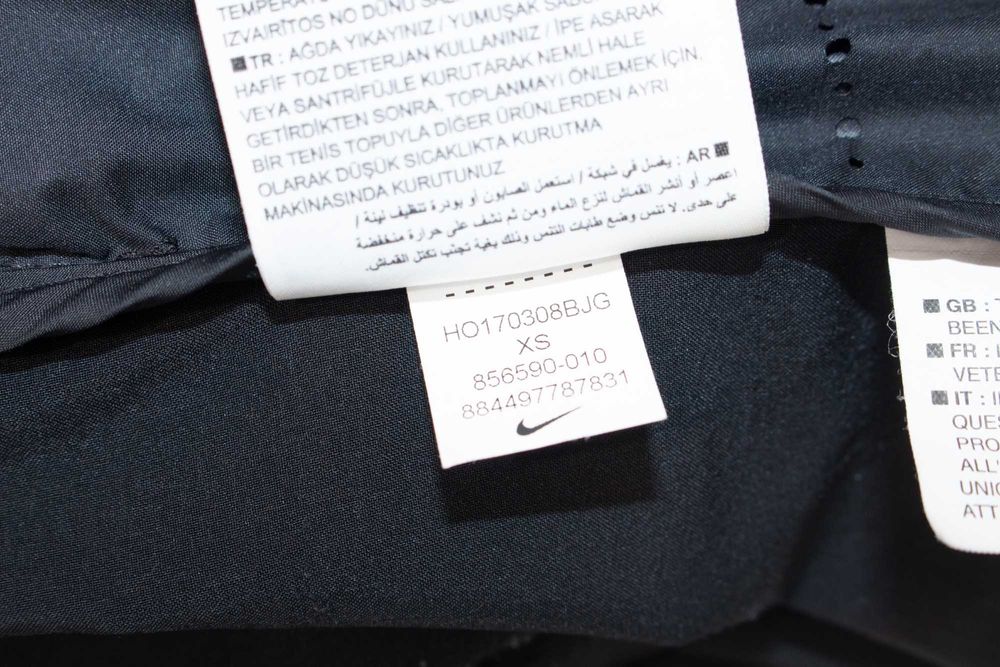 TEMPERATŪ
IZVAIRĪTOS NO DŪNU
TR : AĞDA YIKAYINIZ / YUMUŞAK SABU
HAFİF TOZ DETERJAN KULLANINIZ / İPE ASARAK
VEYA SANTRİFÜJLE KURUTARAK NEMLİ HALE
GETİRDİKTEN SONRA, TOPLANMAYI ÖNLEMEK İÇİN,
BİR TENİS TOPUYLA DİĞER ÜRÜNLERDEN AYRI
OLARAK DÜŞÜK SICAKLIKTA KURUTMA
MAKİNASINDA KURUTUNUZ
AR : يغسل في شبكة / استعمل الصابون أو بودرة تنظيف لينة /
اعصر أو أنشر القماش لنزع الماء ومن ثم نشف على حرارة منخفضة
على حدى. لا تنس وضع طابات التنس وذلك بغية تجنب تكتل القماش.
HO170308BJG
XS
856590-010
884497787831
GB :
BEEN
FR :
VETE
IT :
QUES
PRO
ALL'
UNIC
ATT